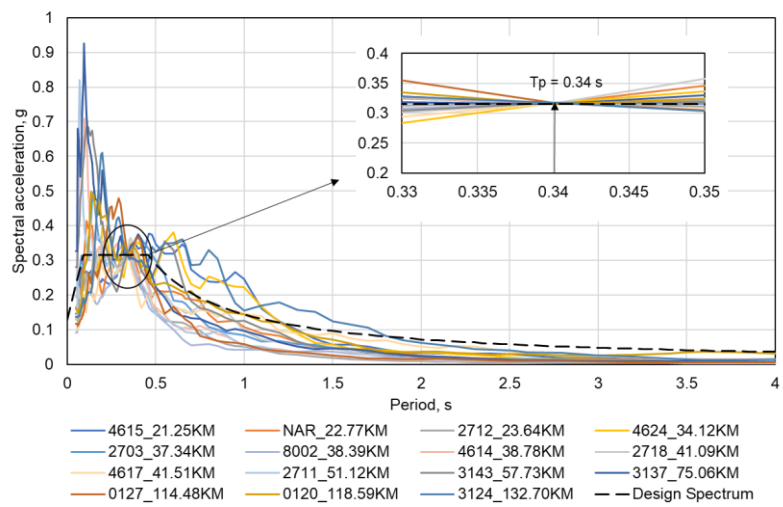 1
0.9
0.8
0.7
0.6
0.5
0.4
0.3
0.2
0.1
0
Spectral acceleration, g
0.4
0.35
0.3
0.25
0.2
Tp = 0.34 s
0.33 0.335 0.34 0.345 0.35
0 0.5 1 1.5 2 2.5 3 3.5 4
Period, s
4615_21.25KM NAR_22.77KM 2712_23.64KM 4624_34.12KM
2703_37.34KM 8002_38.39KM 4614_38.78KM 2718_41.09KM
4617_41.51KM 2711_51.12KM 3143_57.73KM 3137_75.06KM
0127_114.48KM 0120_118.59KM 3124_132.70KM Design Spectrum